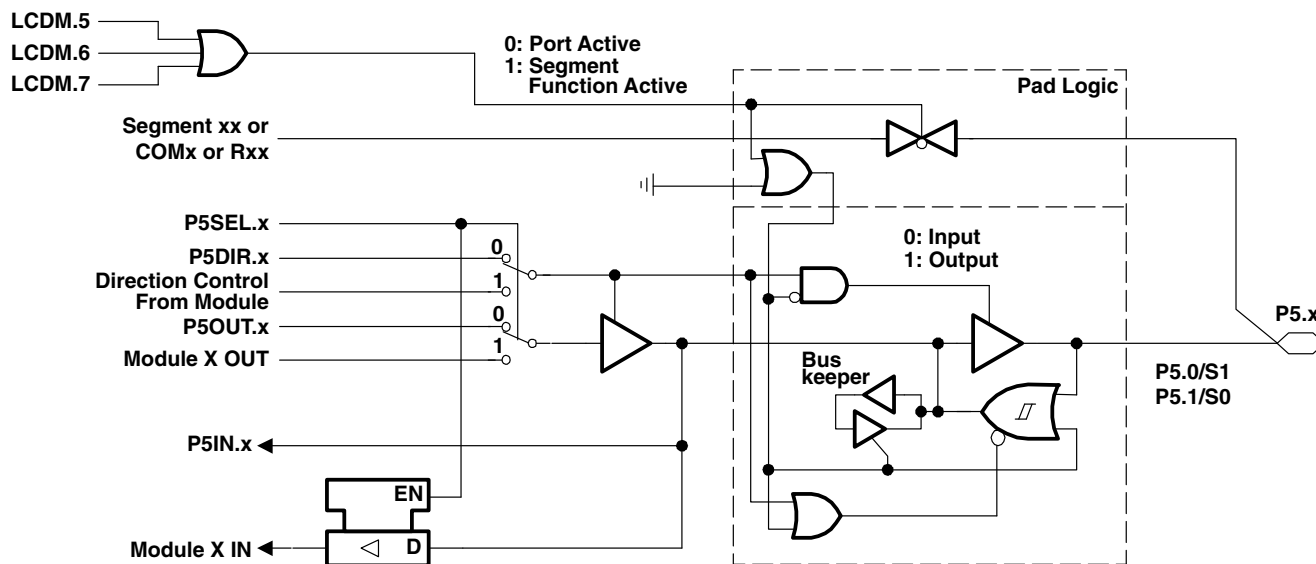 LCDM.5
LCDM.6
LCDM.7
0: Port Active
1: Segment
Function Active
Pad Logic
Segment xx or
COMx or Rxx
P5SEL.x
P5DIR.x
0
Direction Control
From Module
1
P5OUT.x
0
Module X OUT
1
0: Input
1: Output
P5.x
Bus
keeper
P5.0/S1
P5.1/S0
P5IN.x
EN
D
Module X IN